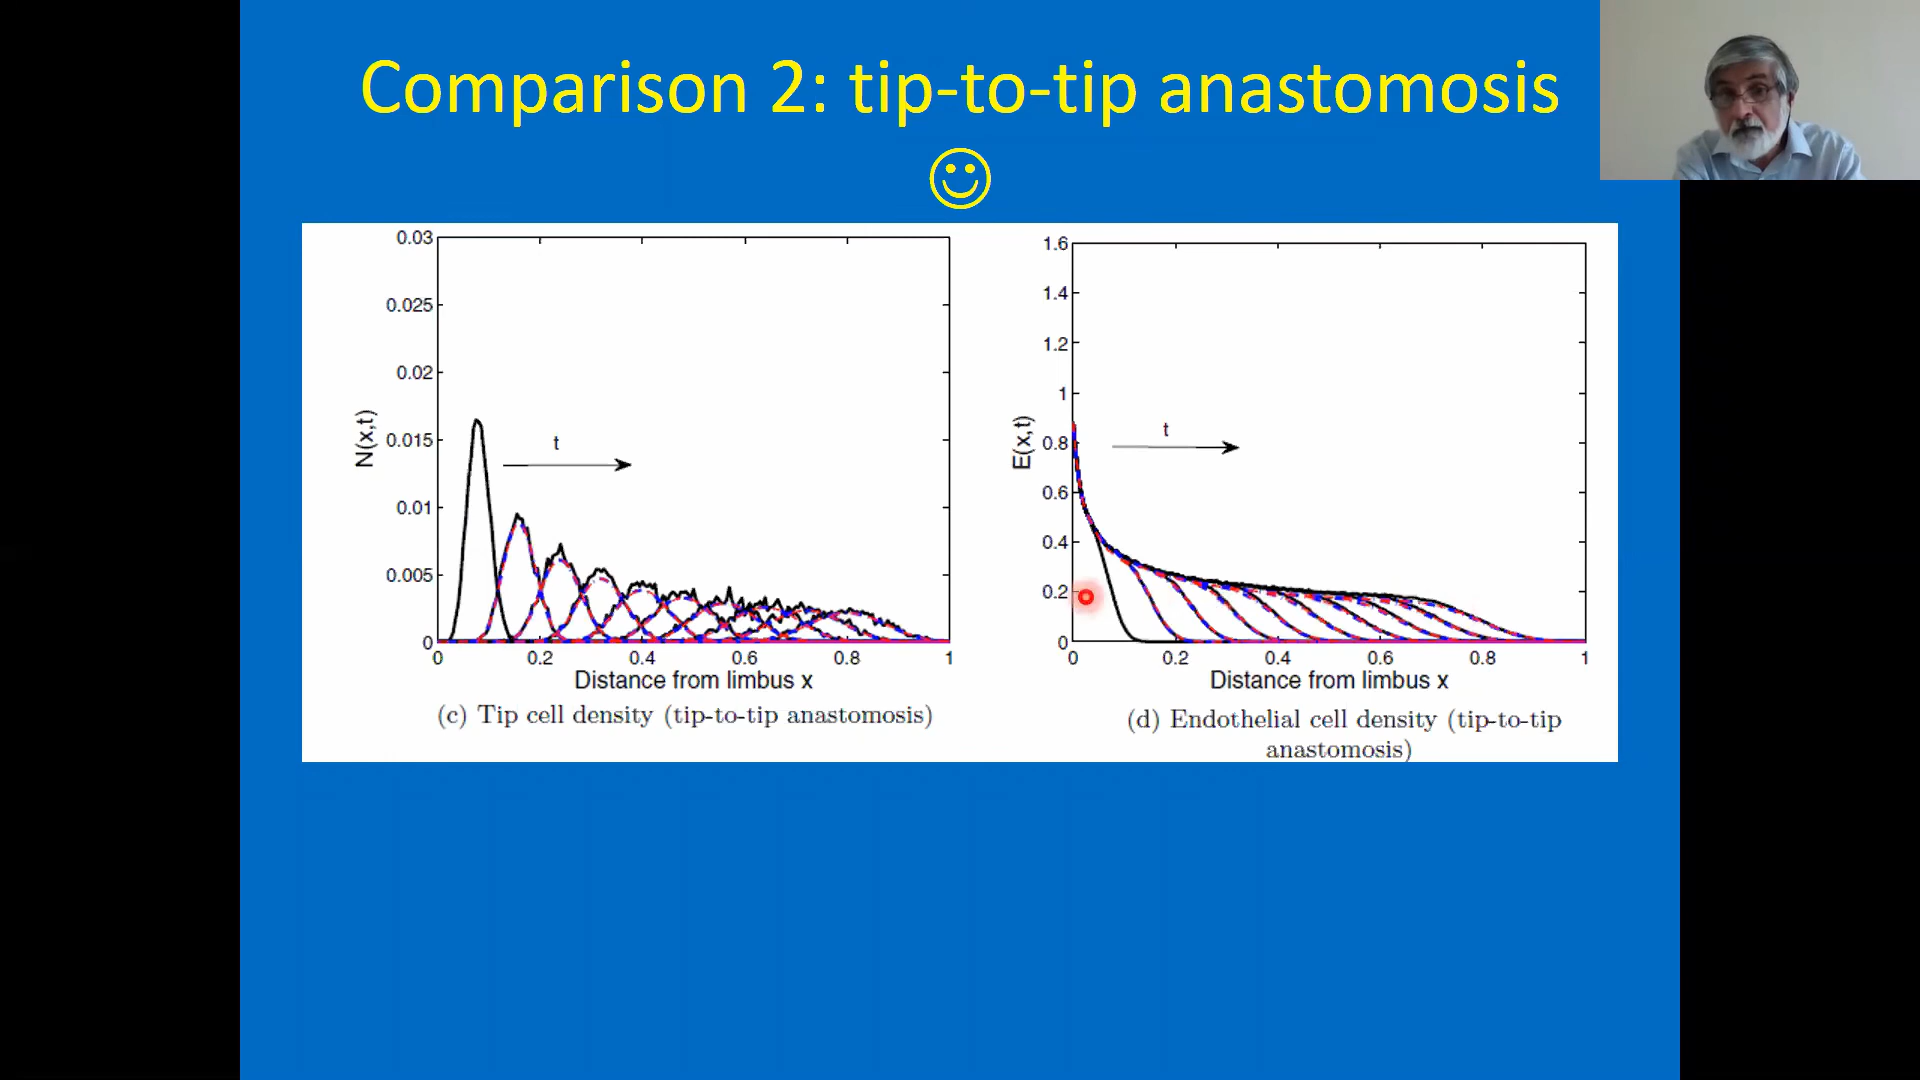 Comparison 2: tip-to-tip anastomosis
0.03
0.025
0.02
0.015
0.01
0.005
0
N(x,t)
t
0 0.2 0.4 0.6 0.8 1
Distance from limbus x
(c) Tip cell density (tip-to-tip anastomosis)
1.6
1.4
1.2
1
0.8
0.6
0.4
0.2
0
E(x,t)
t
0 0.2 0.4 0.6 0.8 1
Distance from limbus x
(d) Endothelial cell density (tip-to-tip
anastomosis)